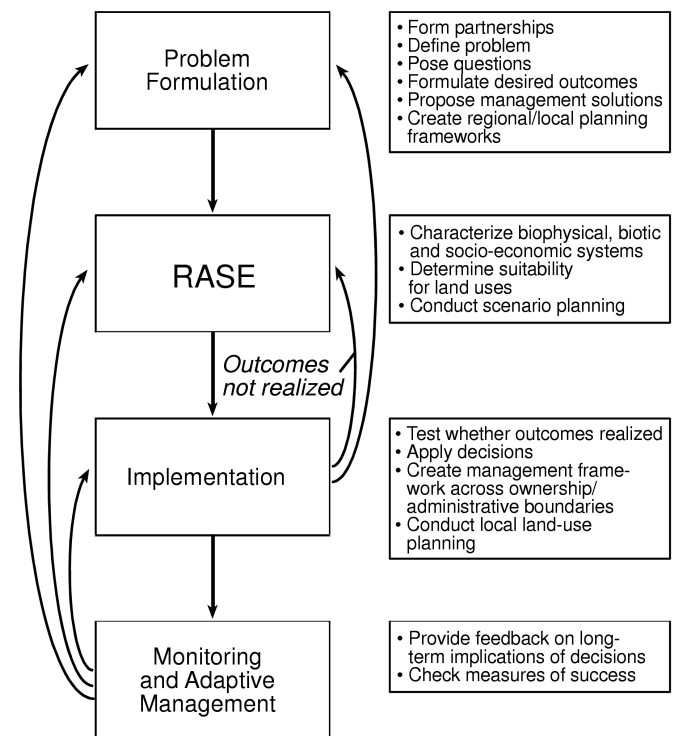 Problem
Formulation
• Form partnerships
• Define problem
• Pose questions
• Formulate desired outcomes
• Propose management solutions
• Create regional/local planning
frameworks
RASE
• Characterize biophysical, biotic
and socio-economic systems
• Determine suitability
for land uses
• Conduct scenario planning
Outcomes
not realized
Implementation
• Test whether outcomes realized
• Apply decisions
• Create management frame-
work across ownership/
administrative boundaries
• Conduct local land-use
planning
Monitoring
and Adaptive
Management
• Provide feedback on long-
term implications of decisions
• Check measures of success